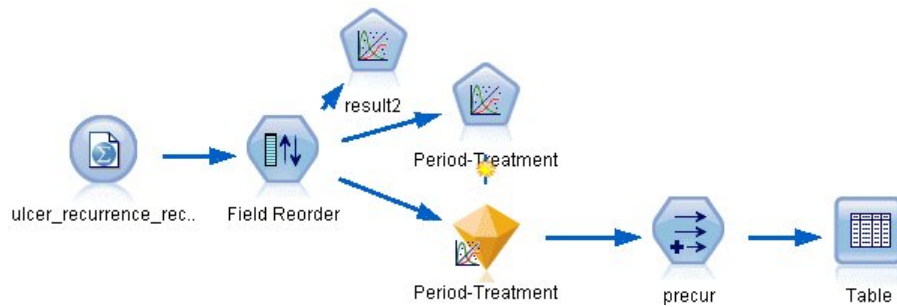 result2
Period-Treatment
ulcer_recurrence_rec..
Field Reorder
Period-Treatment
precur
Table